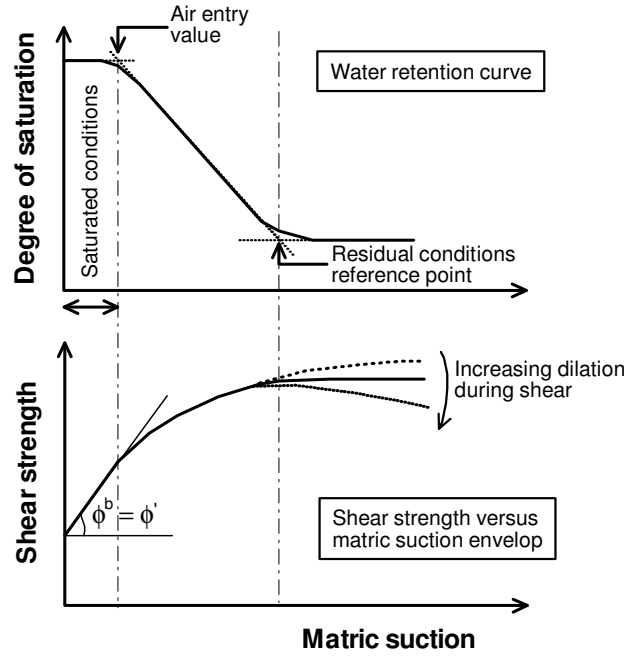 Air entry
value
Water retention curve
Degree of saturation
Saturated conditions
Residual conditions
reference point
Increasing dilation
during shear
Shear strength
ϕᵇ = ϕ'
Shear strength versus
matric suction envelop
Matric suction